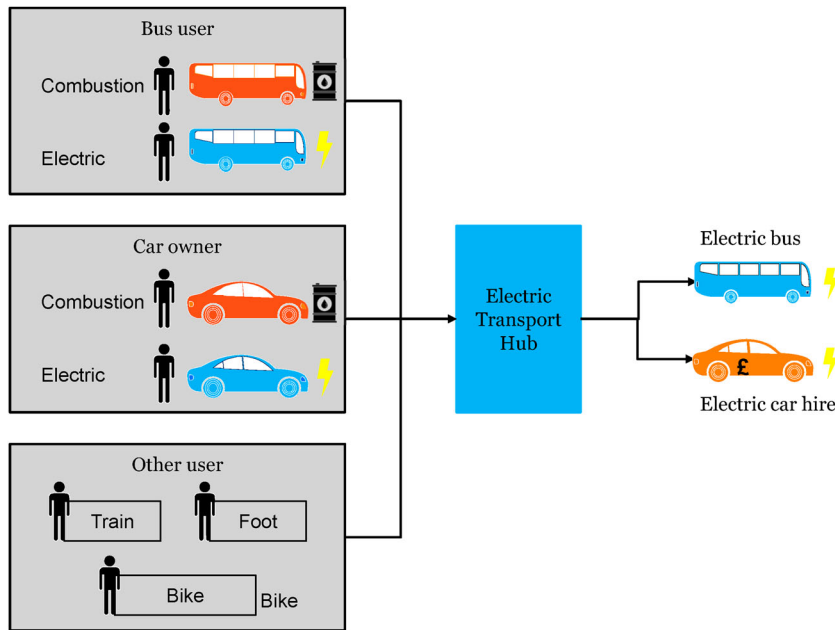 Bus user
Combustion
Electric
Car owner
Combustion
Electric
Other user
Train
Foot
Bike
Bike
Electric
Transport
Hub
Electric bus
£
Electric car hire